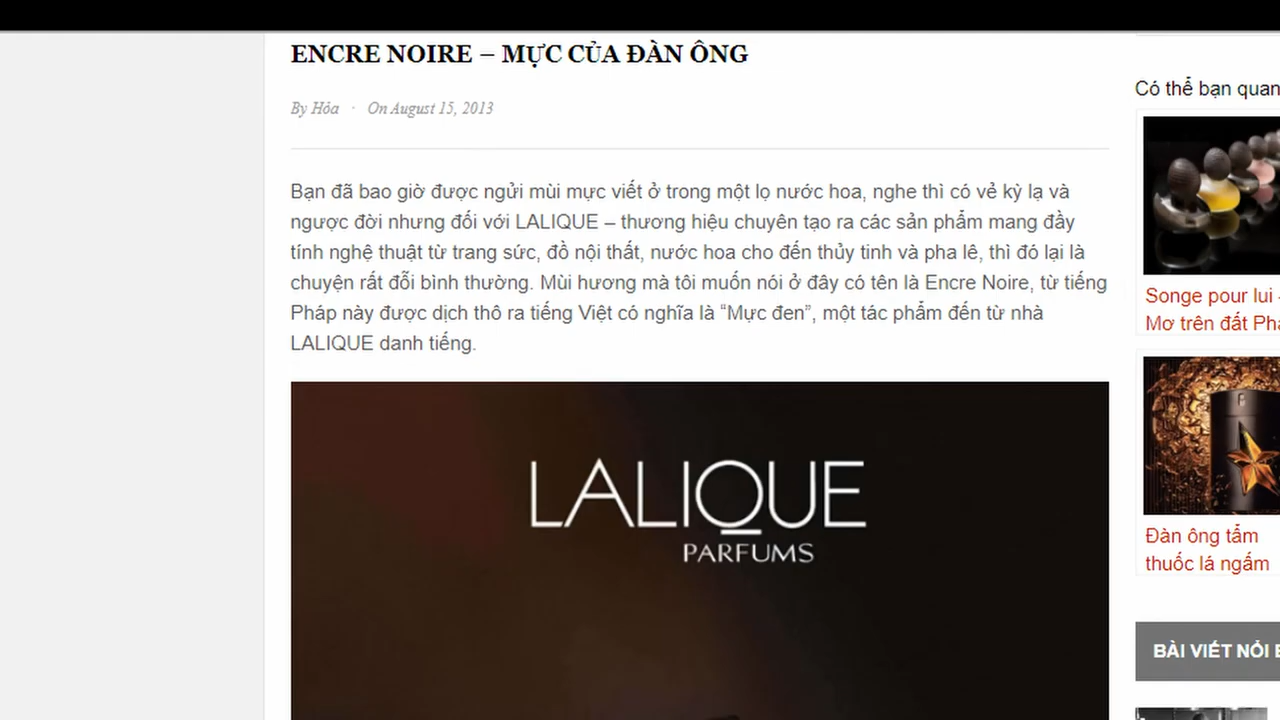 ENCRE NOIRE – MỰC CỦA ĐÀN ÔNG
By Hỏa · On August 15, 2013
Bạn đã bao giờ được ngửi mùi mực viết ở trong một lọ nước hoa, nghe thì có vẻ kỳ lạ và
ngược đời nhưng đối với LALIQUE – thương hiệu chuyên tạo ra các sản phẩm mang đầy
tính nghệ thuật từ trang sức, đồ nội thất, nước hoa cho đến thủy tinh và pha lê, thì đó lại là
chuyện rất đỗi bình thường. Mùi hương mà tôi muốn nói ở đây có tên là Encre Noire, từ tiếng
Pháp này được dịch thô ra tiếng Việt có nghĩa là “Mực đen”, một tác phẩm đến từ nhà
LALIQUE danh tiếng.
LALIQUE
PARFUMS
Có thể bạn quan
Songe pour lui
Mơ trên đất
Đàn ông tẩm
thuốc lá ngấm
BÀI VIẾT NỔI